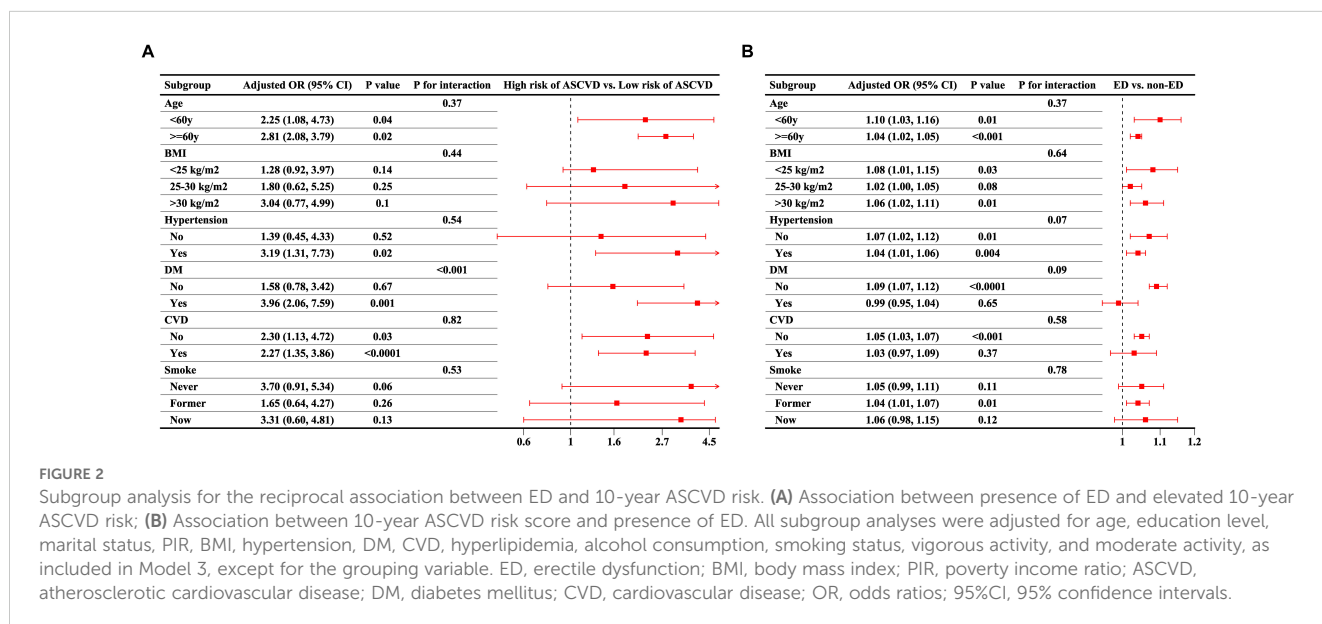 A
Subgroup Adjusted OR (95% CI) P value P for interaction High risk of ASCVD vs. Low risk of ASCVD
Age 0.37
<60y 2.25 (1.08, 4.73) 0.04
>=60y 2.81 (2.08, 3.79) 0.02
BMI 0.44
<25 kg/m2 1.28 (0.92, 3.97) 0.14
25-30 kg/m2 1.80 (0.62, 5.25) 0.25
>30 kg/m2 3.04 (0.77, 4.99) 0.1
Hypertension 0.54
No 1.39 (0.45, 4.33) 0.52
Yes 3.19 (1.31, 7.73) 0.02
DM <0.001
No 1.58 (0.78, 3.42) 0.67
Yes 3.96 (2.06, 7.59) 0.001
CVD 0.82
No 2.30 (1.13, 4.72) 0.03
Yes 2.27 (1.35, 3.86) <0.0001
Smoke 0.53
Never 3.70 (0.91, 5.34) 0.06
Former 1.65 (0.64, 4.27) 0.26
Now 3.31 (0.60, 4.81) 0.13
0.6 1 1.6 2.7 4.5
B
Subgroup Adjusted OR (95% CI) P value P for interaction ED vs. non-ED
Age 0.37
<60y 1.10 (1.03, 1.16) 0.01
>=60y 1.04 (1.02, 1.05) <0.001
BMI 0.64
<25 kg/m2 1.08 (1.01, 1.15) 0.03
25-30 kg/m2 1.02 (1.00, 1.05) 0.08
>30 kg/m2 1.06 (1.02, 1.11) 0.01
Hypertension 0.07
No 1.07 (1.02, 1.12) 0.01
Yes 1.04 (1.01, 1.06) 0.004
DM 0.09
No 1.09 (1.07, 1.12) <0.0001
Yes 0.99 (0.95, 1.04) 0.65
CVD 0.58
No 1.05 (1.03, 1.07) <0.001
Yes 1.03 (0.97, 1.09) 0.37
Smoke 0.78
Never 1.05 (0.99, 1.11) 0.11
Former 1.04 (1.01, 1.07) 0.01
Now 1.06 (0.98, 1.15) 0.12
1 1.1 1.2
FIGURE 2
Subgroup analysis for the reciprocal association between ED and 10-year ASCVD risk. (A) Association between presence of ED and elevated 10-year
ASCVD risk; (B) Association between 10-year ASCVD risk score and presence of ED. All subgroup analyses were adjusted for age, education level,
marital status, PIR, BMI, hypertension, DM, CVD, hyperlipidemia, alcohol consumption, smoking status, vigorous activity, and moderate activity, as
included in Model 3, except for the grouping variable. ED, erectile dysfunction; BMI, body mass index; PIR, poverty income ratio; ASCVD,
atherosclerotic cardiovascular disease; DM, diabetes mellitus; CVD, cardiovascular disease; OR, odds ratios; 95%CI, 95% confidence intervals.